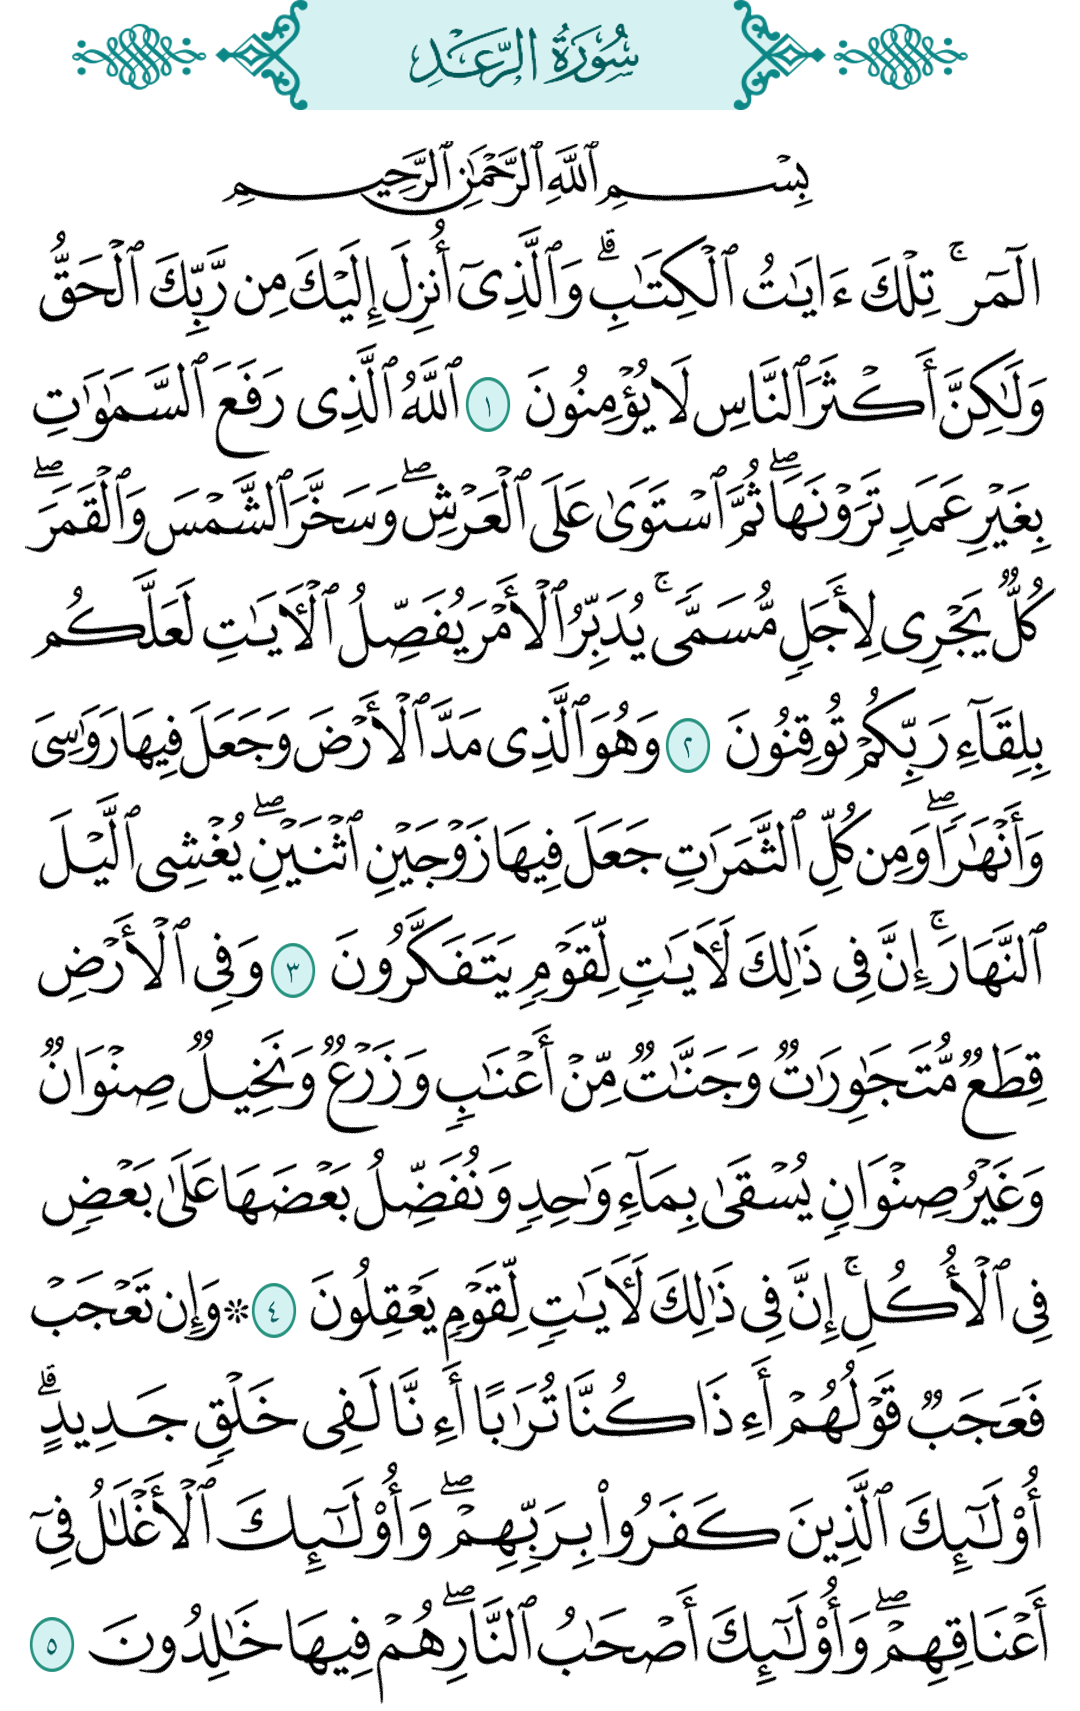 سُورَةُ الرَّعْدِ
بِسْمِ ٱللَّهِ ٱلرَّحْمَٰنِ ٱلرَّحِيمِ
الٓمٓر ۚ تِلْكَ ءَايَٰتُ ٱلْكِتَٰبِ ۗ وَٱلَّذِىٓ أُنزِلَ إِلَيْكَ مِن رَّبِّكَ ٱلْحَقُّ
وَلَٰكِنَّ أَكْثَرَ ٱلنَّاسِ لَا يُؤْمِنُونَ ١ ٱللَّهُ ٱلَّذِى رَفَعَ ٱلسَّمَٰوَٰتِ
بِغَيْرِ عَمَدٍ تَرَوْنَهَا ۖ ثُمَّ ٱسْتَوَىٰ عَلَى ٱلْعَرْشِ ۖ وَسَخَّرَ ٱلشَّمْسَ وَٱلْقَمَرَ ۖ
كُلٌّ يَجْرِى لِأَجَلٍ مُّسَمًّى ۚ يُدَبِّرُ ٱلْأَمْرَ يُفَصِّلُ ٱلْأَيَٰتِ لَعَلَّكُم
بِلِقَآءِ رَبِّكُمْ تُوقِنُونَ ٢ وَهُوَ ٱلَّذِى مَدَّ ٱلْأَرْضَ وَجَعَلَ فِيهَا رَوَٰسِىَ
وَأَنْهَٰرًا ۖ وَمِن كُلِّ ٱلثَّمَرَٰتِ جَعَلَ فِيهَا زَوْجَيْنِ ٱثْنَيْنِ ۖ يُغْشِى ٱلَّيْلَ
ٱلنَّهَارَ ۚ إِنَّ فِى ذَٰلِكَ لَأَيَٰتٍ لِّقَوْمٍ يَتَفَكَّرُونَ ٣ وَفِى ٱلْأَرْضِ
قِطَعٌ مُّتَجَٰوِرَٰتٌ وَجَنَّٰتٌ مِّنْ أَعْنَٰبٍ وَزَرْعٌ وَنَخِيلٌ صِنْوَانٌ
وَغَيْرُ صِنْوَانٍ يُسْقَىٰ بِمَآءٍ وَٰحِدٍ وَنُفَضِّلُ بَعْضَهَا عَلَىٰ بَعْضٍ
فِى ٱلْأُكُلِ ۚ إِنَّ فِى ذَٰلِكَ لَأَيَٰتٍ لِّقَوْمٍ يَعْقِلُونَ ٤ ۞ وَإِن تَعْجَبْ
فَعَجَبٌ قَوْلُهُمْ أَءِذَا كُنَّا تُرَٰبًا أَءِنَّا لَفِى خَلْقٍ جَدِيدٍ ۗ
أُو۟لَٰٓئِكَ ٱلَّذِينَ كَفَرُوا۟ بِرَبِّهِمْ ۖ وَأُو۟لَٰٓئِكَ ٱلْأَغْلَٰلُ فِىٓ
أَعْنَاقِهِمْ ۖ وَأُو۟لَٰٓئِكَ أَصْحَٰبُ ٱلنَّارِ ۖ هُمْ فِيهَا خَٰلِدُونَ ٥